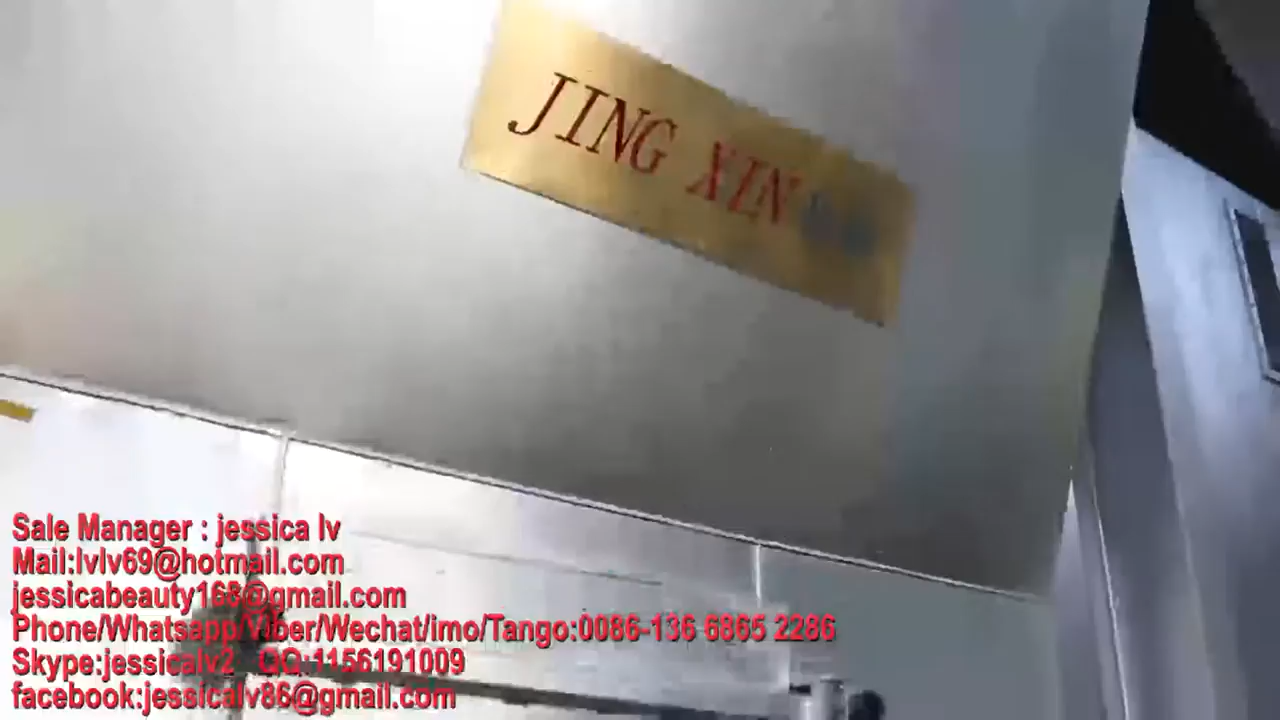 JING XIN
Sale Manager : jessica lv
Mail:lvlv69@hotmail.com
jessicabeauty168@gmail.com
Phone/Whatsapp/Viber/Wechat/imo/Tango:0086-136 6865 2286
Skype:jessicalv2 QQ:1156191009
facebook:jessicalv86@gmail.com